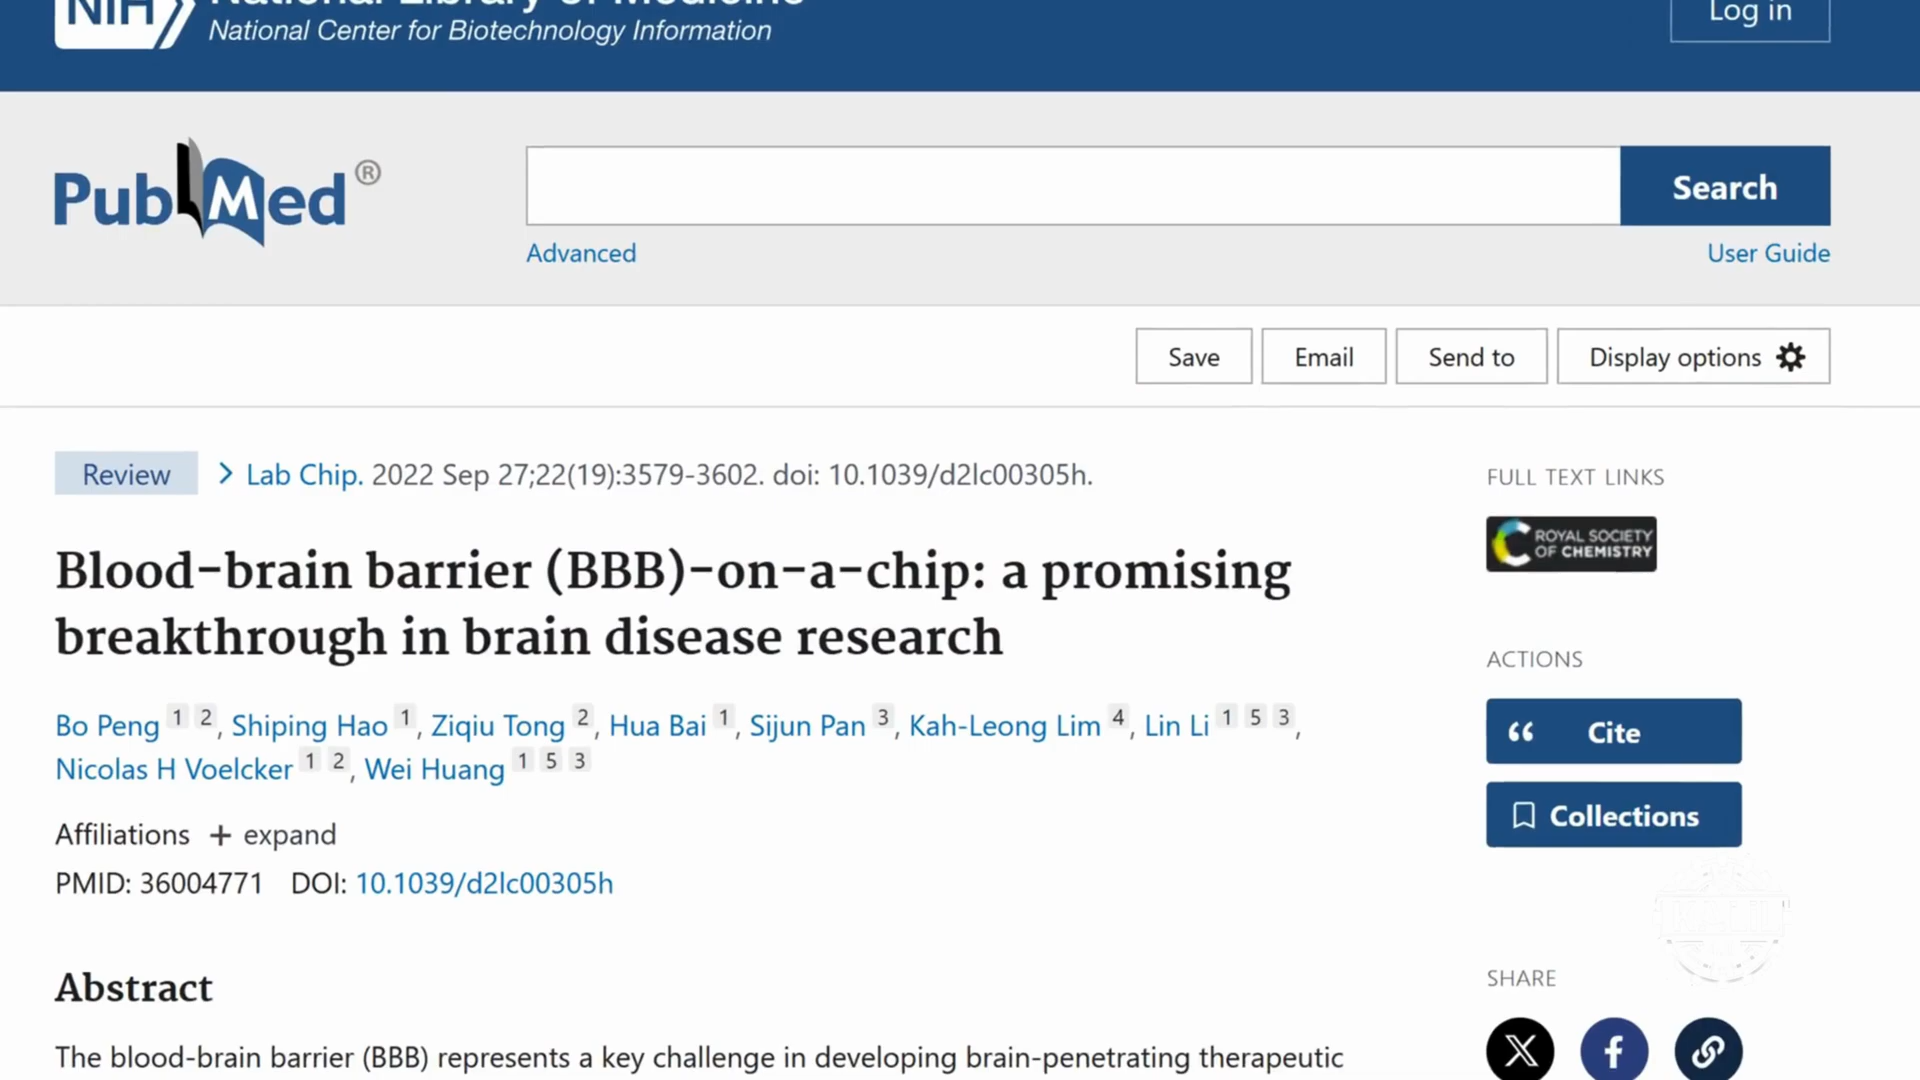 NIH National Library of Medicine
National Center for Biotechnology Information
Log in
PubMed®
Search
Advanced
User Guide
Save
Email
Send to
Display options
Review
Lab Chip. 2022 Sep 27;22(19):3579-3602. doi: 10.1039/d2lc00305h.
FULL TEXT LINKS
ROYAL SOCIETY
OF CHEMISTRY
Blood-brain barrier (BBB)-on-a-chip: a promising
breakthrough in brain disease research
ACTIONS
Bo Peng 1 2, Shiping Hao 1, Ziqiu Tong 2, Hua Bai 1, Sijun Pan 3, Kah-Leong Lim 4, Lin Li 1 5 3,
Nicolas H Voelcker 1 2, Wei Huang 1 5 3
Cite
Collections
Affiliations + expand
PMID: 36004771 DOI: 10.1039/d2lc00305h
SHARE
Abstract
The blood-brain barrier (BBB) represents a key challenge in developing brain-penetrating therapeutic